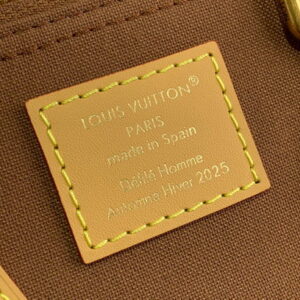 LOUIS VUITTON®
PARIS
made in Spain
Défilé Homme
Automne Hiver 2025